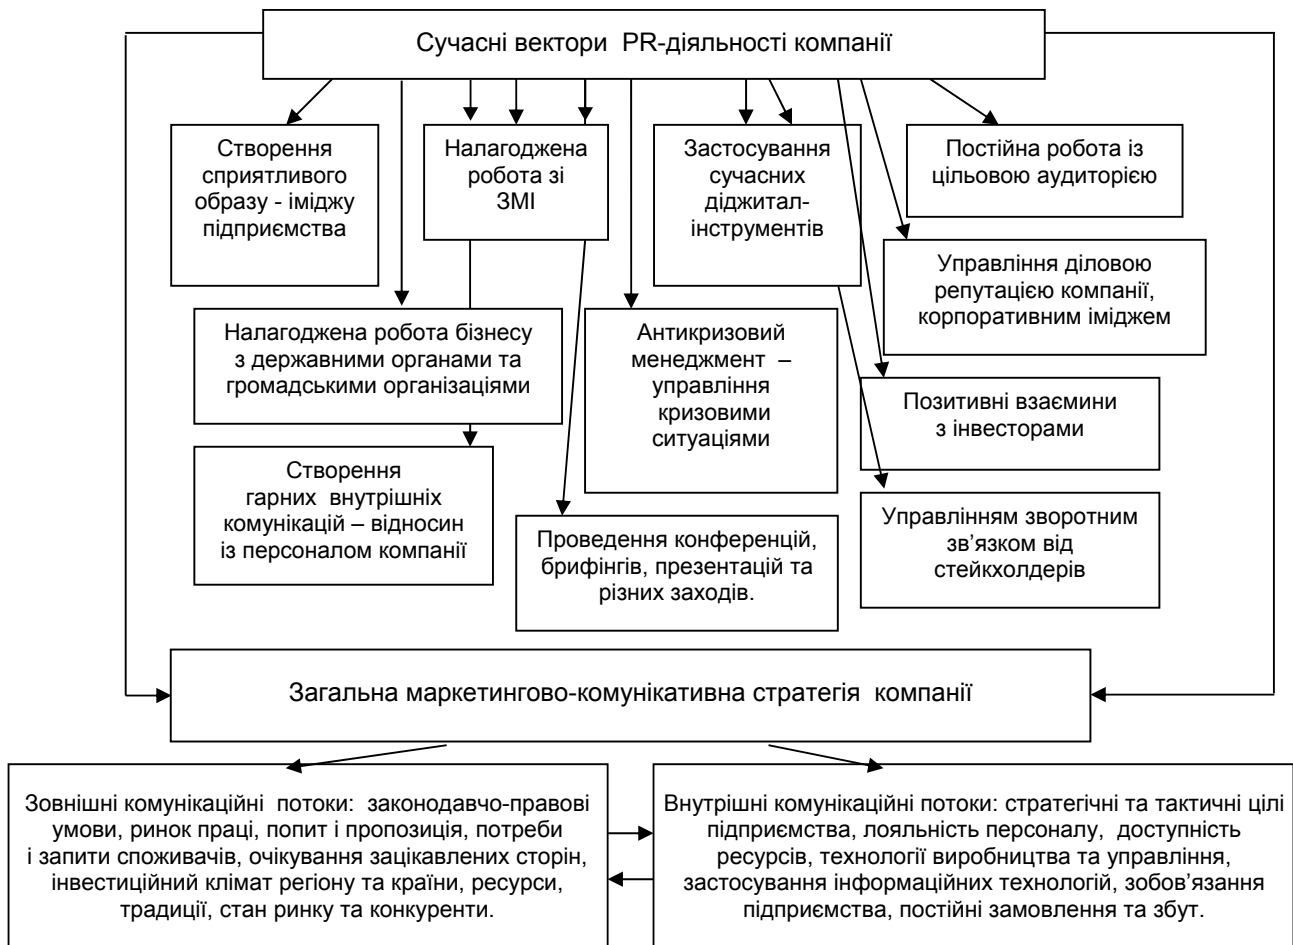 Сучасні вектори PR-діяльності компанії
Створення
сприятливого
образу - іміджу
підприємства
Налагоджена
робота зі
ЗМІ
Застосування
сучасних
діджитал-
інструментів
Постійна робота із
цільовою аудиторією
Управління діловою
репутацією компанії,
корпоративним іміджем
Налагоджена робота бізнесу
з державними органами та
громадськими організаціями
Антикризовий
менеджмент –
управління
кризовими
ситуаціями
Позитивні взаємини
з інвесторами
Створення
гарних внутрішніх
комунікацій – відносин
із персоналом компанії
Проведення конференцій,
брифінгів, презентацій та
різних заходів.
Управлінням зворотним
зв’язком від
стейкхолдерів
Загальна маркетингово-комунікативна стратегія компанії
Зовнішні комунікаційні потоки: законодавчо-правові
умови, ринок праці, попит і пропозиція, потреби
і запити споживачів, очікування зацікавлених сторін,
інвестиційний клімат регіону та країни, ресурси,
традиції, стан ринку та конкуренти.
Внутрішні комунікаційні потоки: стратегічні та тактичні цілі
підприємства, лояльність персоналу, доступність
ресурсів, технології виробництва та управління,
застосування інформаційних технологій, зобов’язання
підприємства, постійні замовлення та збут.